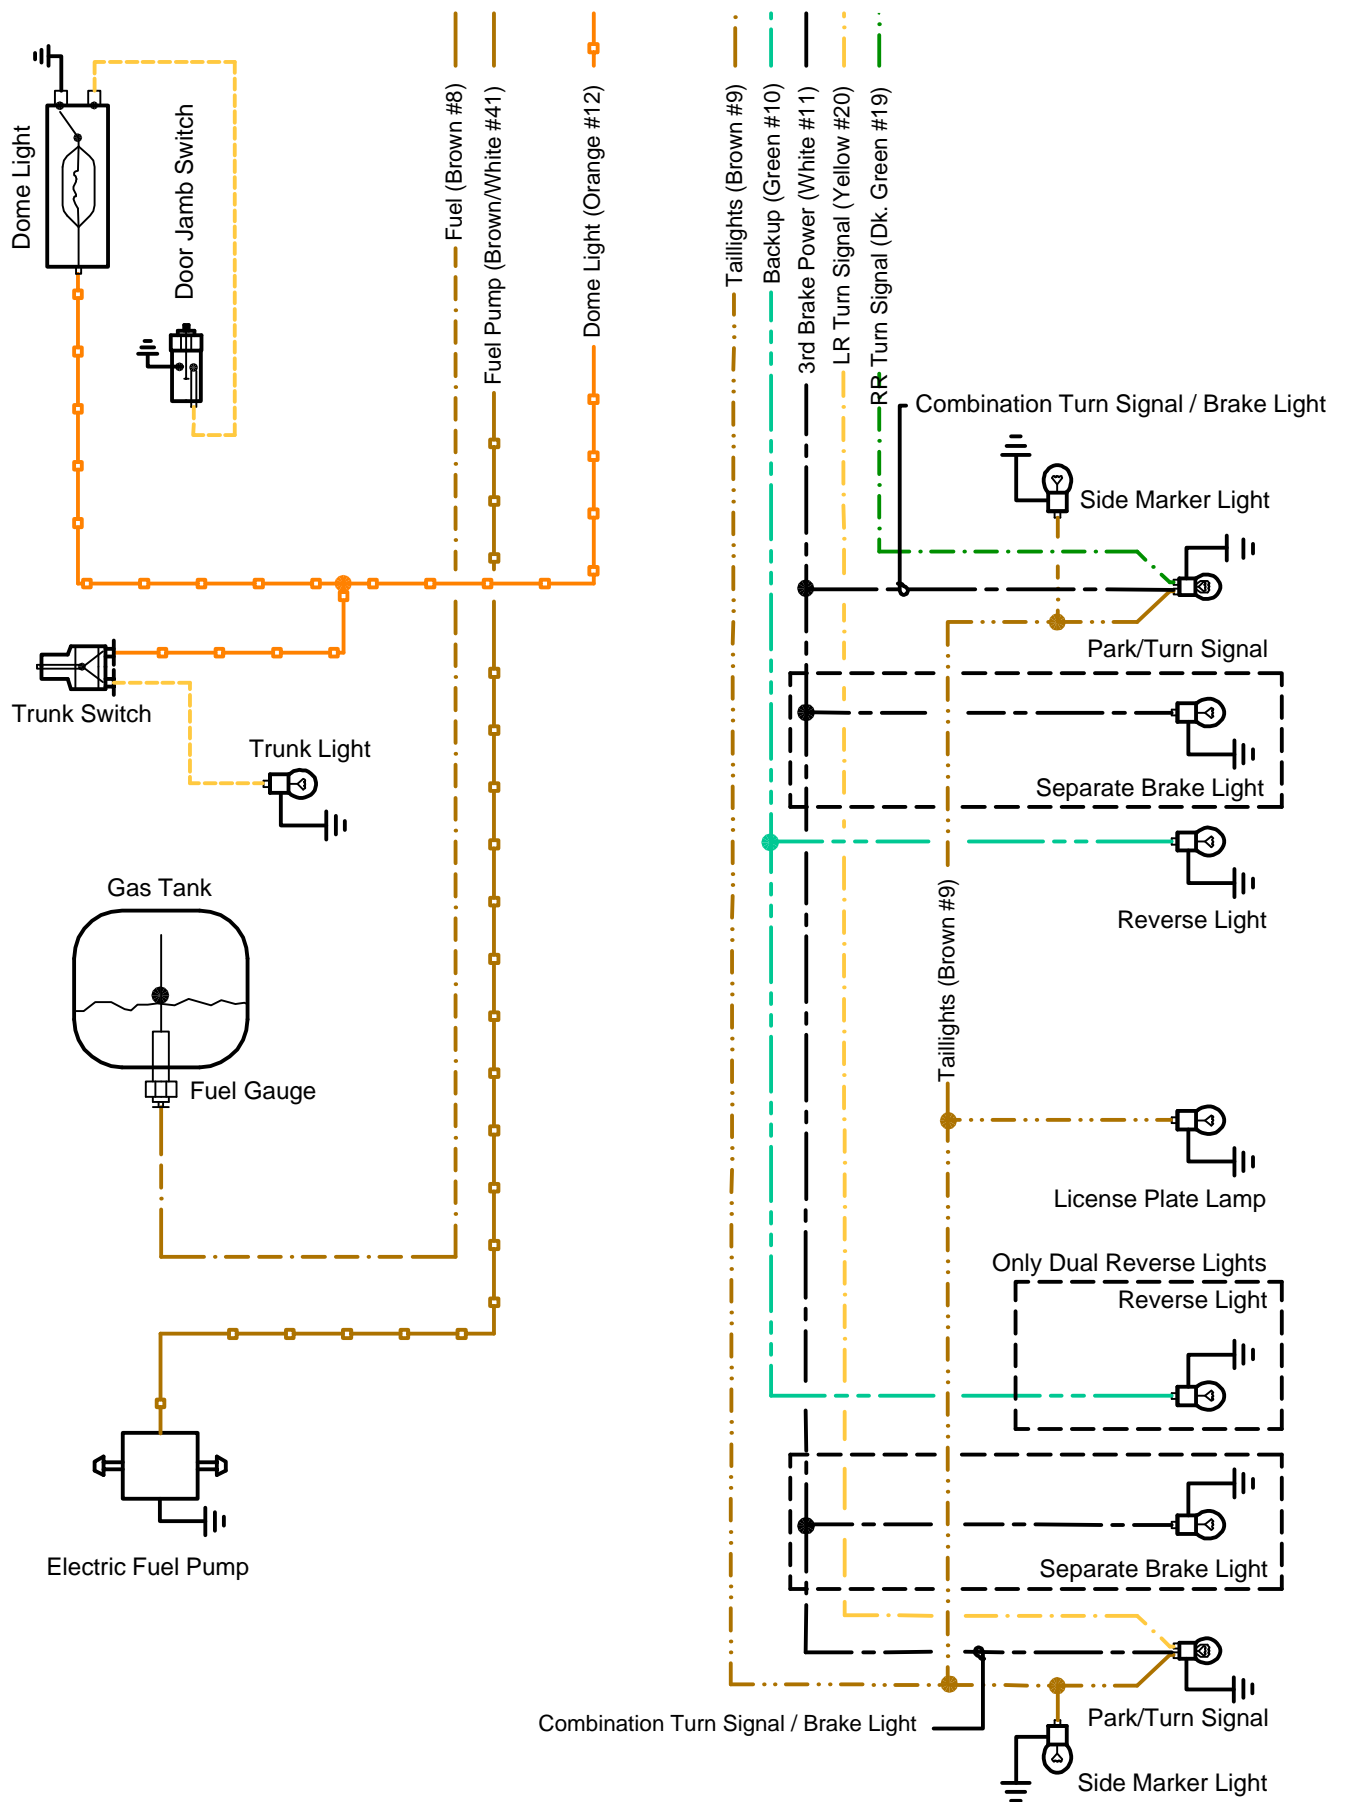 Dome Light
Door Jamb Switch
Fuel (Brown #8)
Fuel Pump (Brown/White #41)
Dome Light (Orange #12)
Taillights (Brown #9)
Backup (Green #10)
3rd Brake Power (White #11)
LR Turn Signal (Yellow #20)
RR Turn Signal (Dk. Green #19)
Combination Turn Signal / Brake Light
Side Marker Light
Park/Turn Signal
Trunk Switch
Trunk Light
Separate Brake Light
Gas Tank
Reverse Light
Taillights (Brown #9)
Fuel Gauge
License Plate Lamp
Only Dual Reverse Lights
Reverse Light
Electric Fuel Pump
Separate Brake Light
Combination Turn Signal / Brake Light
Park/Turn Signal
Side Marker Light